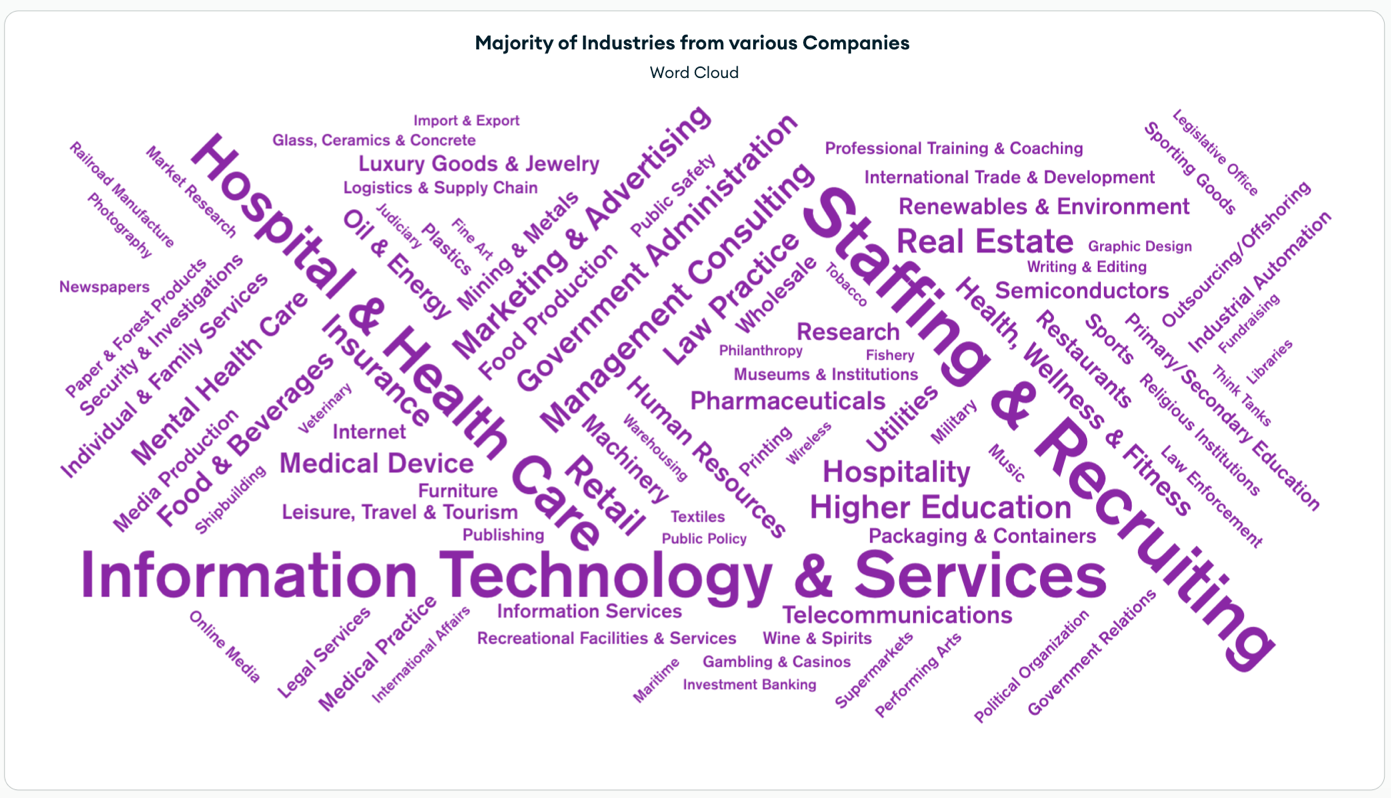 Majority of Industries from various Companies
Word Cloud
Import & Export
Glass, Ceramics & Concrete
Luxury Goods & Jewelry
Logistics & Supply Chain
Railroad Manufacture
Market Research
Photography
Hospital & Health Care
Oil & Energy
Judiciary
Plastics
Fine Art
Mining & Metals
Marketing & Advertising
Public Safety
Food Production
Government Administration
Management Consulting
Law Practice
Wholesale
Tobacco
Staffing & Recruiting
Professional Training & Coaching
International Trade & Development
Renewables & Environment
Real Estate
Graphic Design
Writing & Editing
Semiconductors
Legislative Office
Sporting Goods
Outsourcing/Offshoring
Industrial Automation
Fundraising
Libraries
Think Tanks
Primary/Secondary Education
Sports
Religious Institutions
Restaurants
Health, Wellness & Fitness
Law Enforcement
Newspapers
Paper & Forest Products
Security & Investigations
Individual & Family Services
Mental Health Care
Insurance
Media Production
Food & Beverages
Veterinary
Shipbuilding
Internet
Medical Device
Furniture
Leisure, Travel & Tourism
Publishing
Retail
Machinery
Warehousing
Human Resources
Textiles
Public Policy
Research
Philanthropy
Fishery
Museums & Institutions
Pharmaceuticals
Utilities
Military
Printing
Wireless
Music
Hospitality
Higher Education
Packaging & Containers
Information Technology & Services
Online Media
Legal Services
Medical Practice
International Affairs
Information Services
Telecommunications
Recreational Facilities & Services
Wine & Spirits
Gambling & Casinos
Maritime
Investment Banking
Supermarkets
Performing Arts
Political Organization
Government Relations